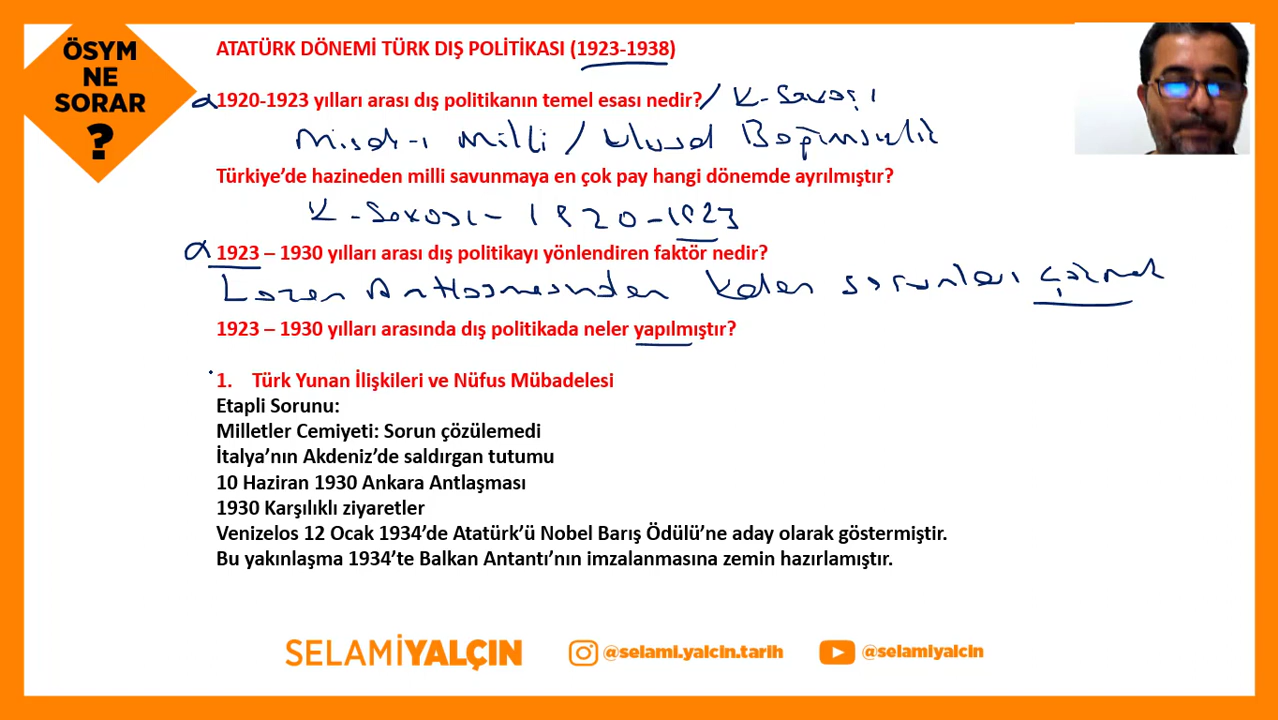 ÖSYM
NE
SORAR
?
ATATÜRK DÖNEMİ TÜRK DIŞ POLİTİKASI (1923-1938)
1920-1923 yılları arası dış politikanın temel esası nedir? / K-Savaşı
Misak-ı Milli / Ulusal Bağımsızlık
Türkiye’de hazineden milli savunmaya en çok pay hangi dönemde ayrılmıştır?
K-Savaşı - 1920-1923
1923 – 1930 yılları arası dış politikayı yönlendiren faktör nedir?
Lozan Antlaşmasından kalan sorunları çözmek
1923 – 1930 yılları arasında dış politikada neler yapılmıştır?
1. Türk Yunan İlişkileri ve Nüfus Mübadelesi
Etapli Sorunu:
Milletler Cemiyeti: Sorun çözülemedi
İtalya’nın Akdeniz’de saldırgan tutumu
10 Haziran 1930 Ankara Antlaşması
1930 Karşılıklı ziyaretler
Venizelos 12 Ocak 1934’de Atatürk’ü Nobel Barış Ödülü’ne aday olarak göstermiştir.
Bu yakınlaşma 1934’te Balkan Antantı’nın imzalanmasına zemin hazırlamıştır.
SELAMİYALÇIN @selami.yalcin.tarih @selamiyalcin